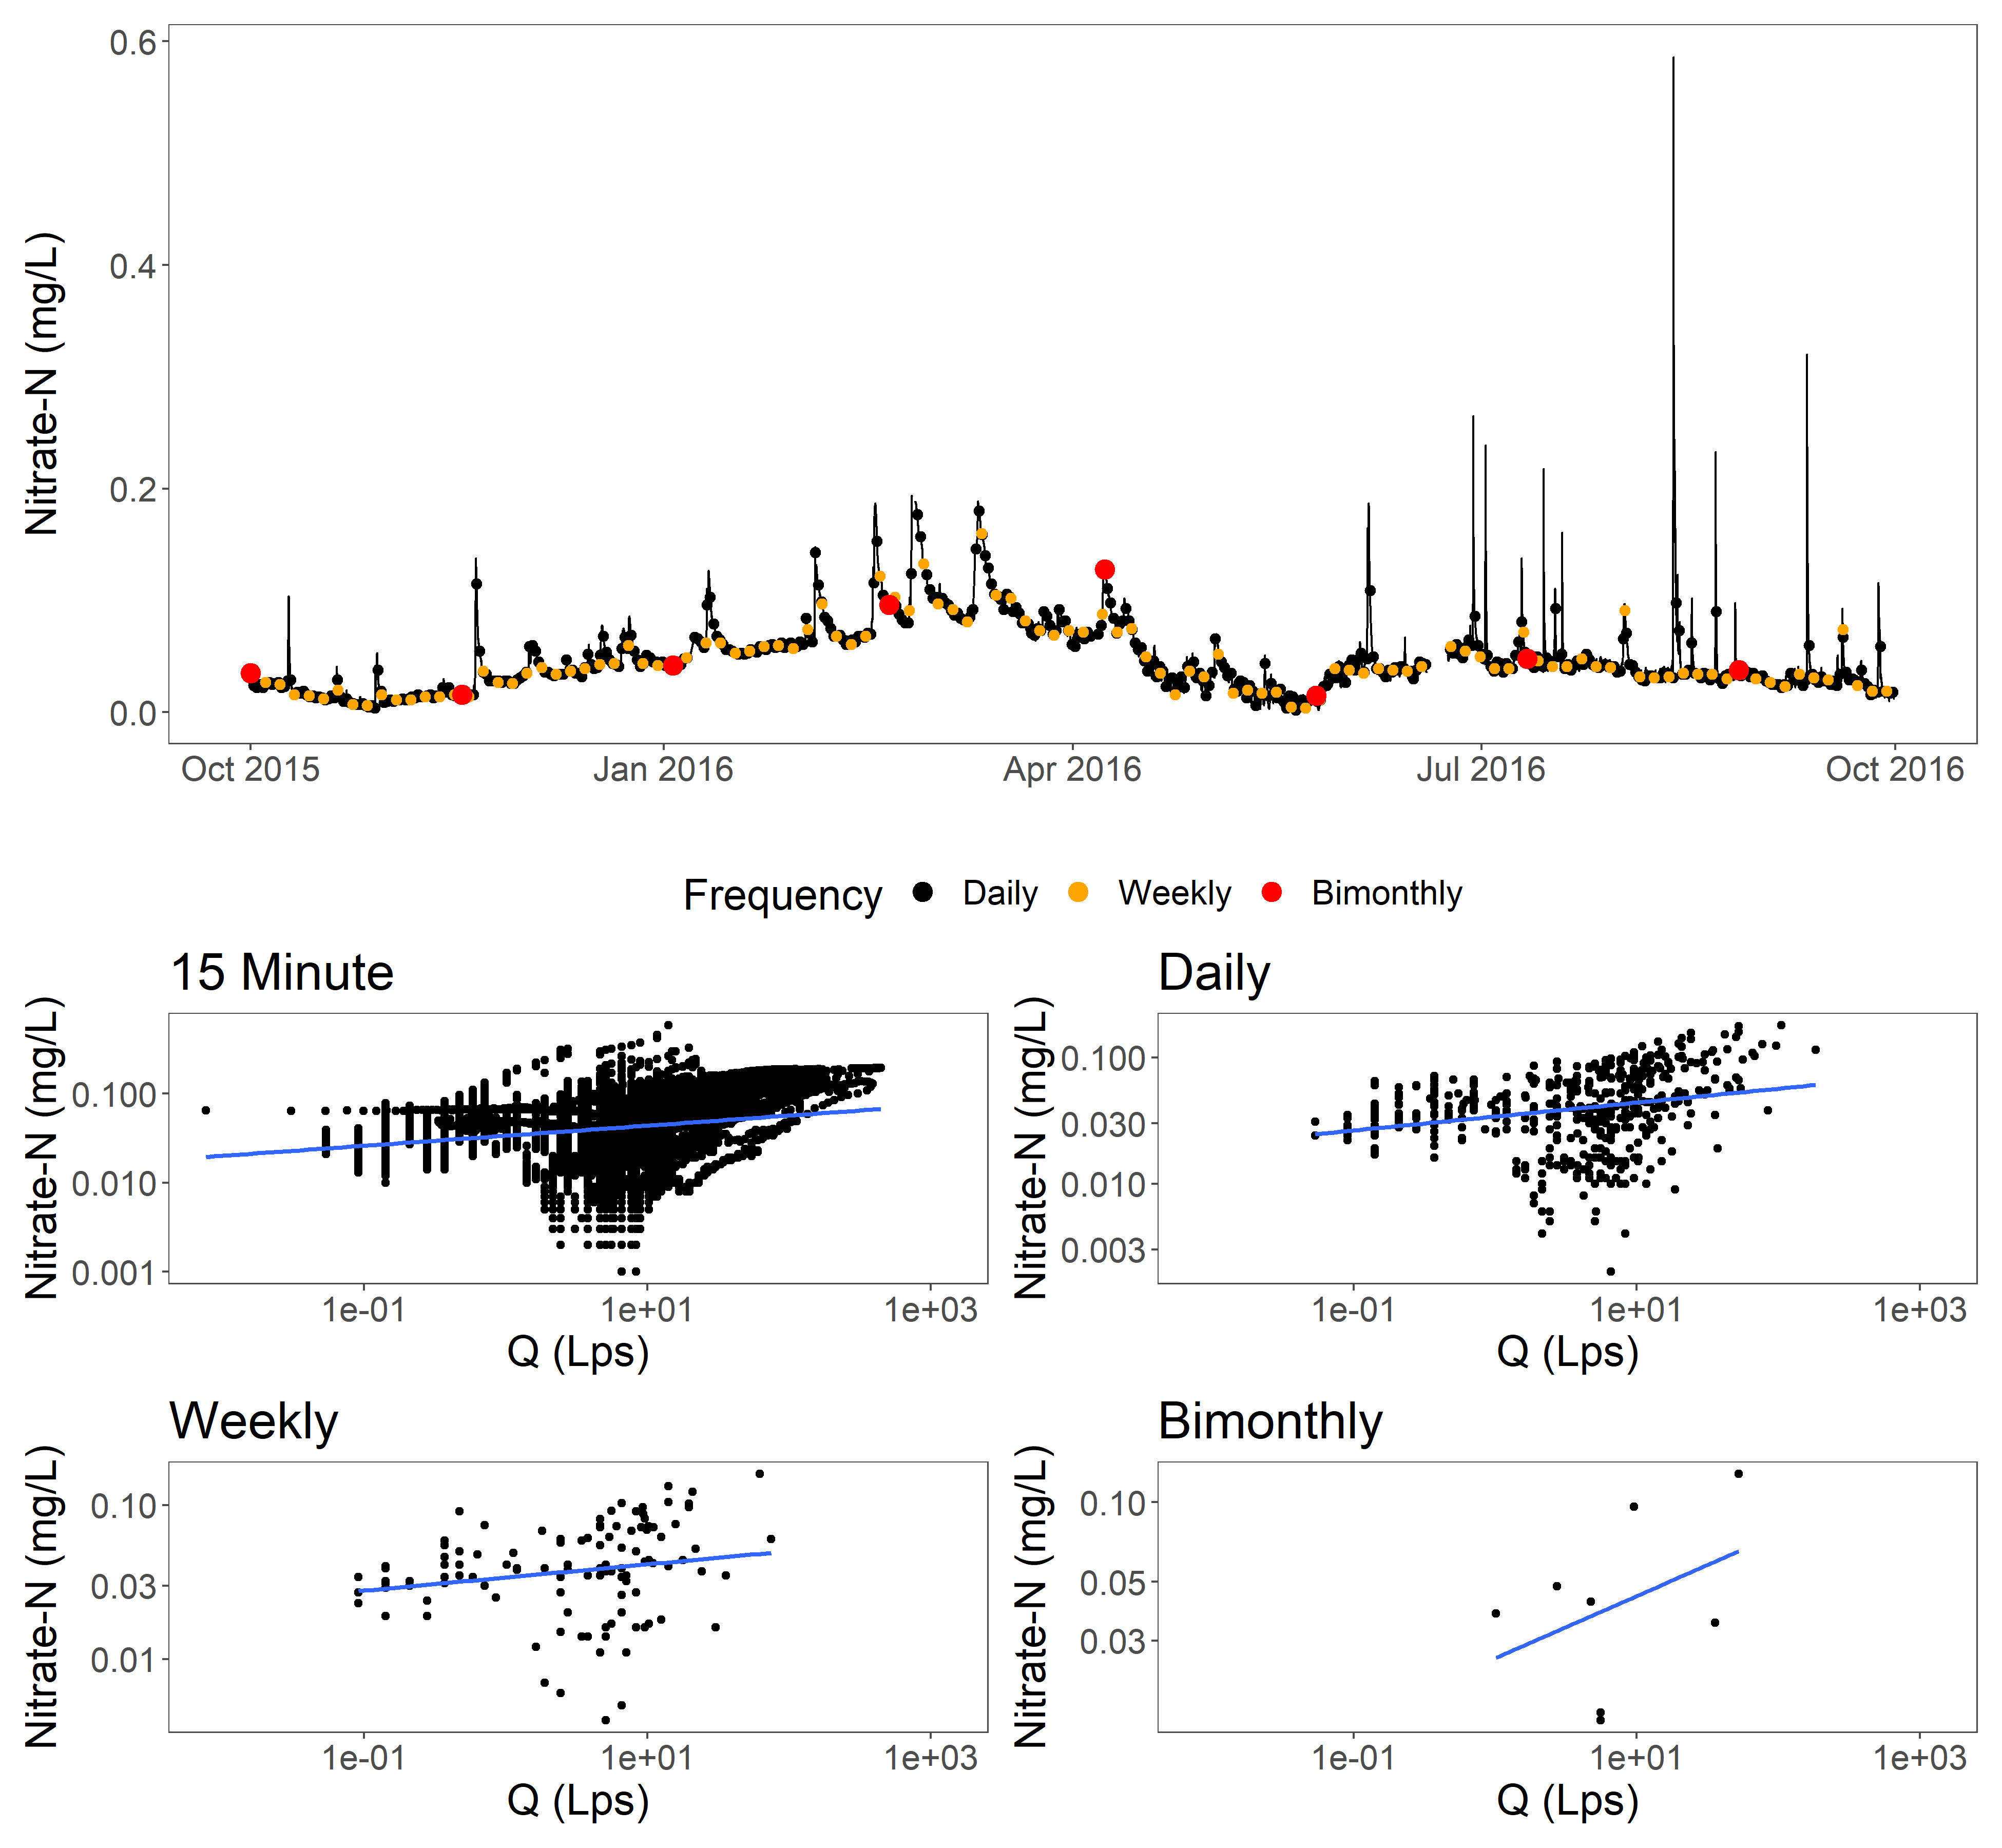 0.6
0.4
0.2
0.0
Nitrate-N (mg/L)
Oct 2015 Jan 2016 Apr 2016 Jul 2016 Oct 2016
Frequency Daily Weekly Bimonthly
15 Minute
0.100
0.010
0.001
Nitrate-N (mg/L)
1e-01 1e+01 1e+03
Q (Lps)
Daily
0.100
0.030
0.010
0.003
Nitrate-N (mg/L)
1e-01 1e+01 1e+03
Q (Lps)
Weekly
0.10
0.03
0.01
Nitrate-N (mg/L)
1e-01 1e+01 1e+03
Q (Lps)
Bimonthly
0.10
0.05
0.03
Nitrate-N (mg/L)
1e-01 1e+01 1e+03
Q (Lps)